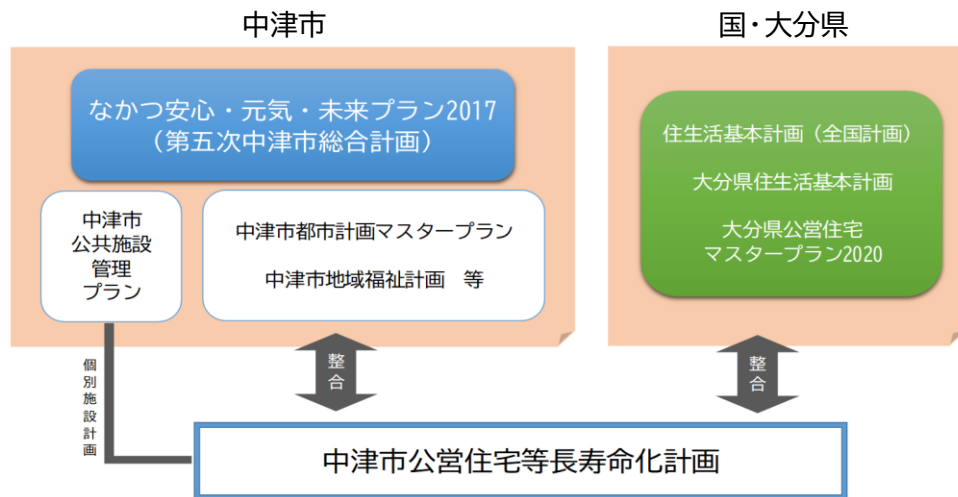 中津市
なかつ安心・元気・未来プラン2017
（第五次中津市総合計画）
中津市
公共施設
管理
プラン
中津市都市計画マスタープラン
中津市地域福祉計画　等
国・大分県
住生活基本計画（全国計画）
大分県住生活基本計画
大分県公営住宅
マスタープラン2020
個別施設計画
整合
整合
中津市公営住宅等長寿命化計画